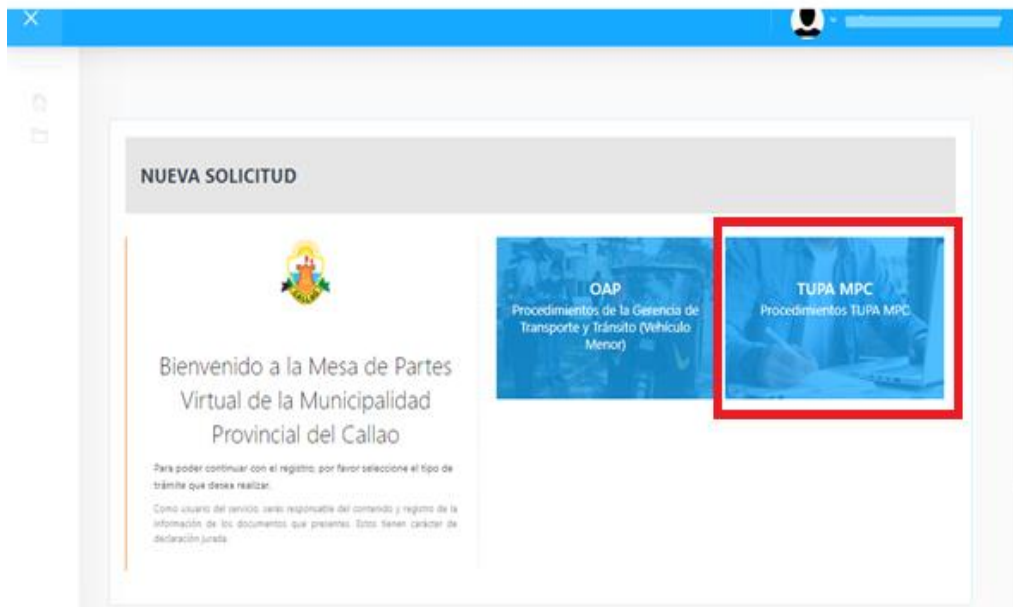 NUEVA SOLICITUD
CALLAO
Bienvenido a la Mesa de Partes
Virtual de la Municipalidad
Provincial del Callao
Para poder continuar con el registro, por favor seleccione el tipo de
trámite que desea realizar.
Como usuario del servicio, serás responsable del contenido y registro de la
información de los documentos que presentes. Estos tienen carácter de
declaración jurada.
OAP
Procedimientos de la Gerencia de
Transporte y Tránsito (Vehículo
Menor)
TUPA MPC
Procedimientos TUPA MPC